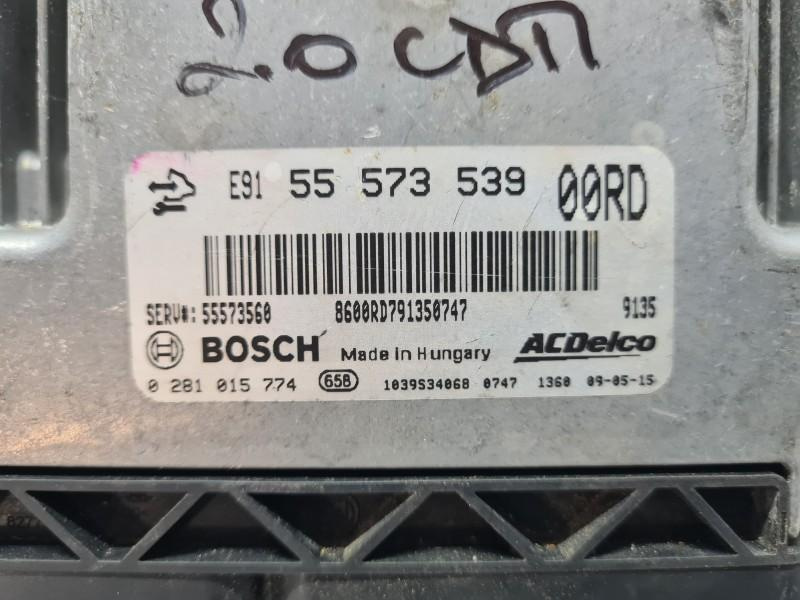 2.0 CDTI
E91 55 573 539 00RD
SERV#: 55573560 8600RD791350747 9135
BOSCH Made in Hungary ACDelco
0 281 015 774 658 1039S34068 0747 1360 09-05-15
827